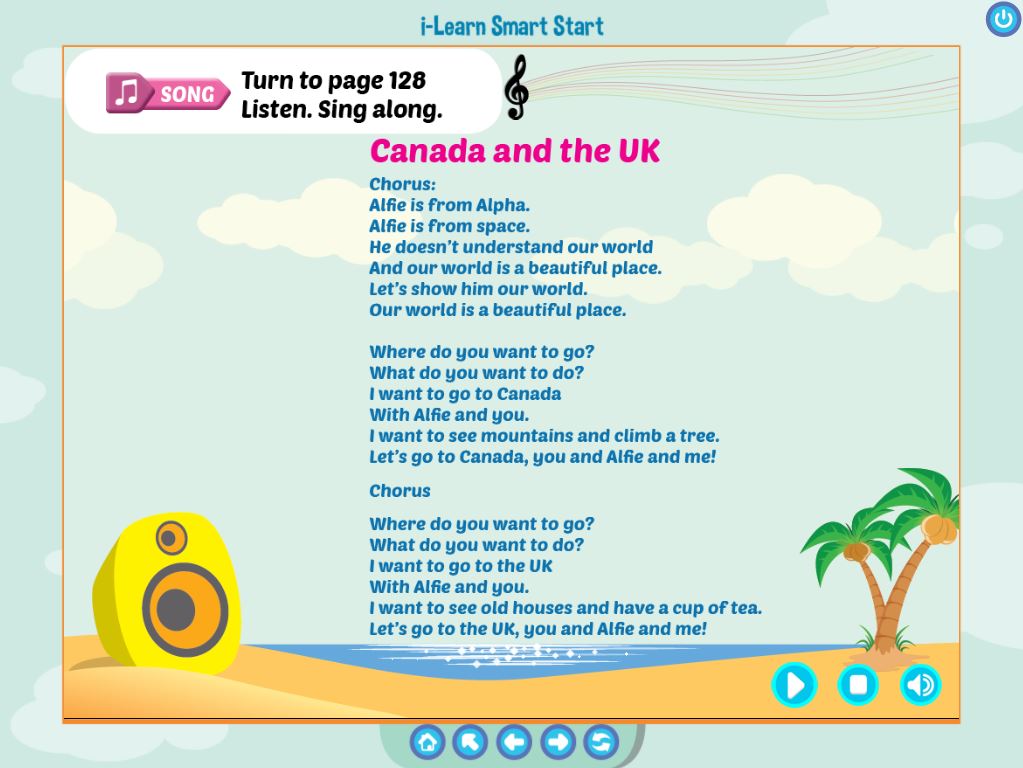 i-Learn Smart Start
SONG
Turn to page 128
Listen. Sing along.
Canada and the UK
Chorus:
Alfie is from Alpha.
Alfie is from space.
He doesn't understand our world
And our world is a beautiful place.
Let's show him our world.
Our world is a beautiful place.
Where do you want to go?
What do you want to do?
I want to go to Canada
With Alfie and you.
I want to see mountains and climb a tree.
Let's go to Canada, you and Alfie and me!
Chorus
Where do you want to go?
What do you want to do?
I want to go to the UK
With Alfie and you.
I want to see old houses and have a cup of tea.
Let's go to the UK, you and Alfie and me!